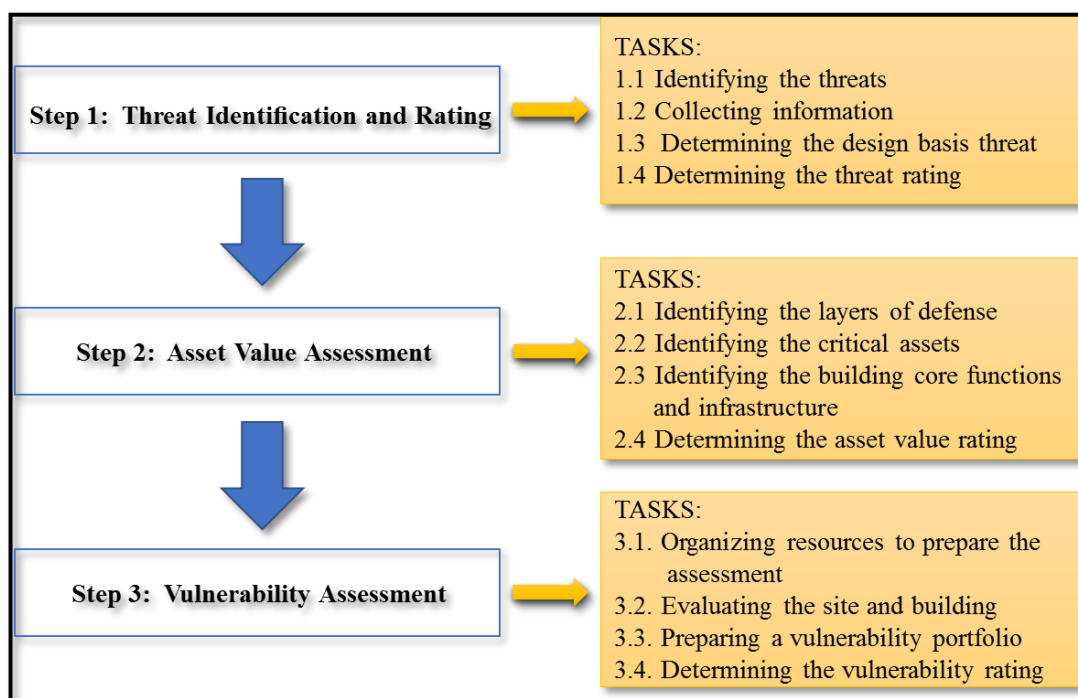 Step 1: Threat Identification and Rating
TASKS:
1.1 Identifying the threats
1.2 Collecting information
1.3 Determining the design basis threat
1.4 Determining the threat rating
Step 2: Asset Value Assessment
TASKS:
2.1 Identifying the layers of defense
2.2 Identifying the critical assets
2.3 Identifying the building core functions
and infrastructure
2.4 Determining the asset value rating
Step 3: Vulnerability Assessment
TASKS:
3.1. Organizing resources to prepare the
assessment
3.2. Evaluating the site and building
3.3. Preparing a vulnerability portfolio
3.4. Determining the vulnerability rating